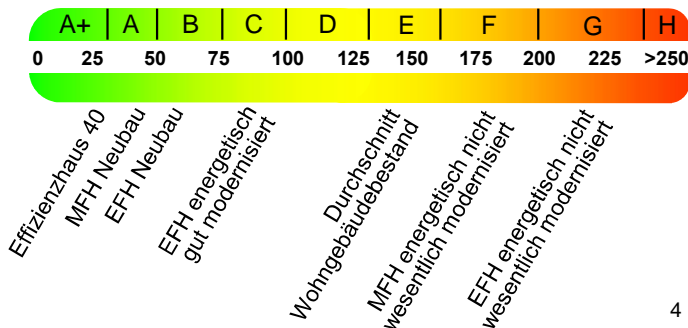 A+ A B C D E F G H
0 25 50 75 100 125 150 175 200 225 >250
Effizienzhaus 40
MFH Neubau
EFH Neubau
EFH energetisch
gut modernisiert
Durchschnitt
Wohngebäudebestand
MFH energetisch nicht
wesentlich modernisiert
EFH energetisch nicht
wesentlich modernisiert
4